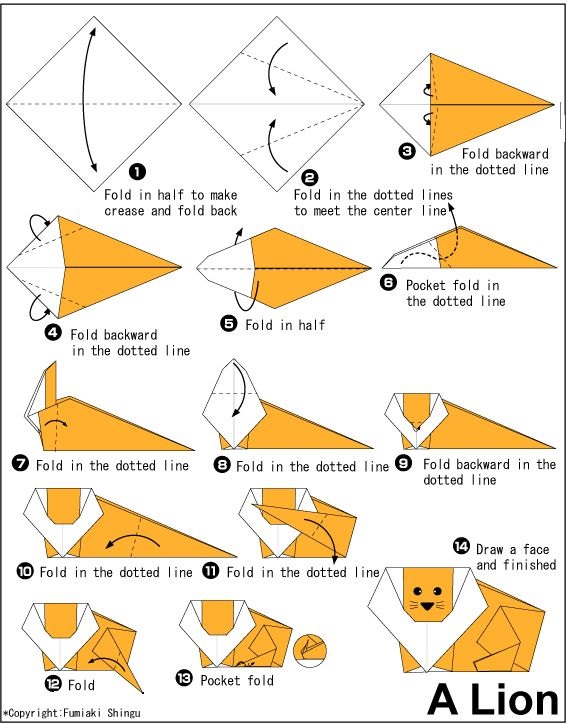 1
Fold in half to make
crease and fold back
2
Fold in the dotted lines
to meet the center line
3
Fold backward
in the dotted line
4
Fold backward
in the dotted line
5 Fold in half
6 Pocket fold in
the dotted line
7 Fold in the dotted line
8 Fold in the dotted line
9 Fold backward in the
dotted line
10 Fold in the dotted line
11 Fold in the dotted line
12 Fold
13 Pocket fold
14 Draw a face
and finished
*Copyright:Fumiaki Shingu
A Lion